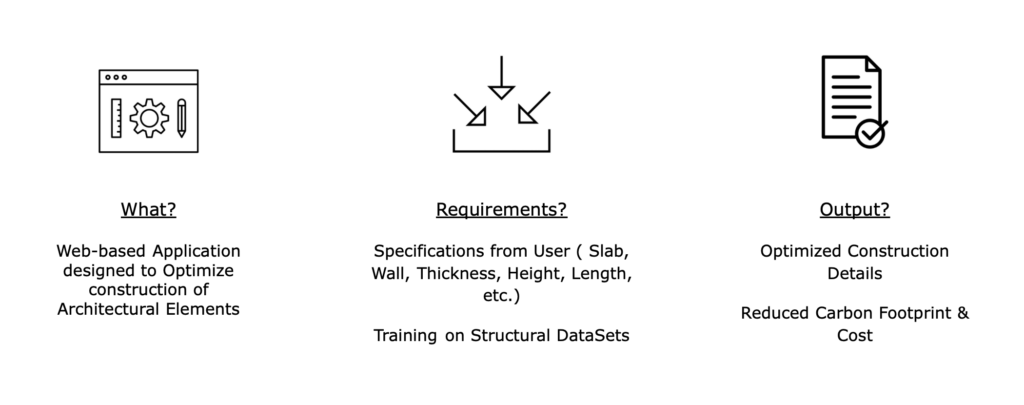 What?
Web-based Application
designed to Optimize
construction of
Architectural Elements
Requirements?
Specifications from User ( Slab,
Wall, Thickness, Height, Length,
etc.)
Training on Structural DataSets
Output?
Optimized Construction
Details
Reduced Carbon Footprint &
Cost